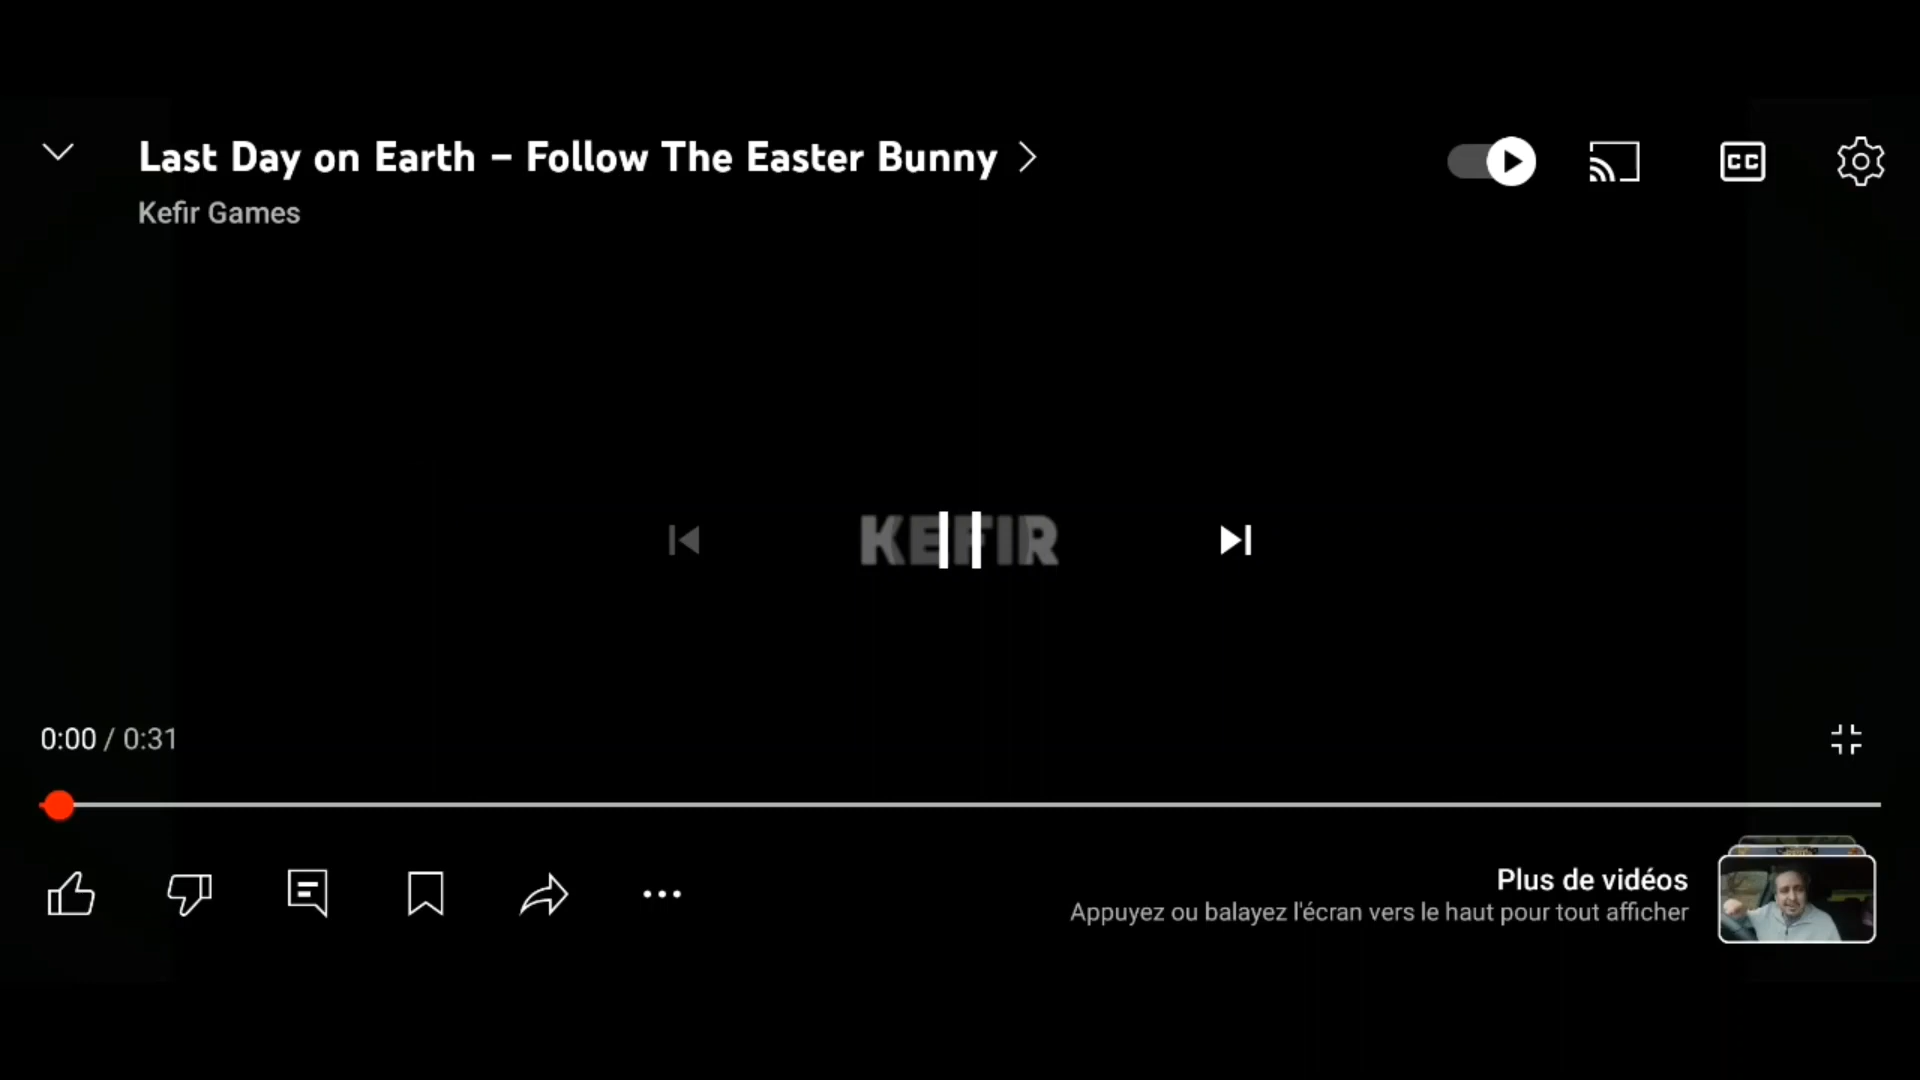 Last Day on Earth – Follow The Easter Bunny
Kefir Games
CC
KEFIR
0:00 / 0:31
Plus de vidéos
Appuyez ou balayez l'écran vers le haut pour tout afficher